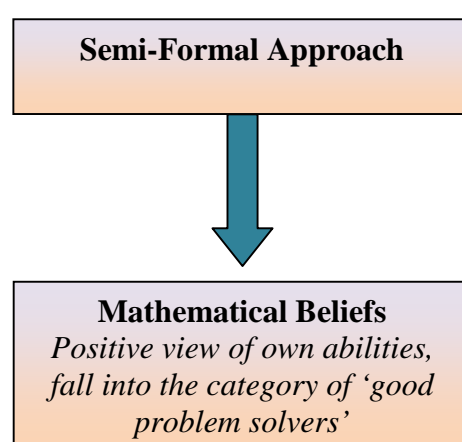 Semi-Formal Approach
Mathematical Beliefs
Positive view of own abilities,
fall into the category of ‘good
problem solvers’